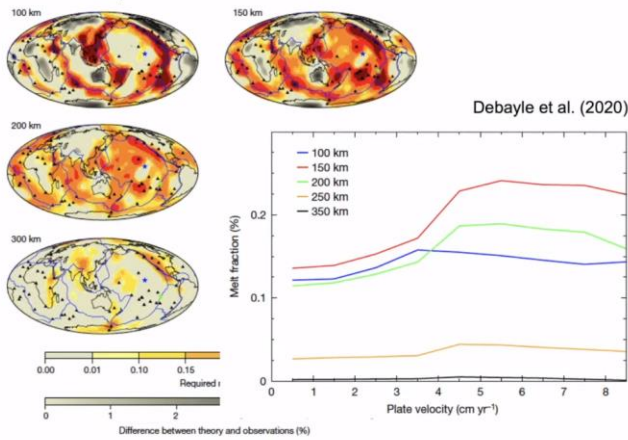 100 km
150 km
Debayle et al. (2020)
200 km
300 km
0.00 0.01 0.10 0.15
Required
0 1 2
Difference between theory and observations (%)
100 km
150 km
200 km
250 km
350 km
Melt fraction (%)
0.2
0.1
0
0 1 2 3 4 5 6 7 8
Plate velocity (cm yr⁻¹)